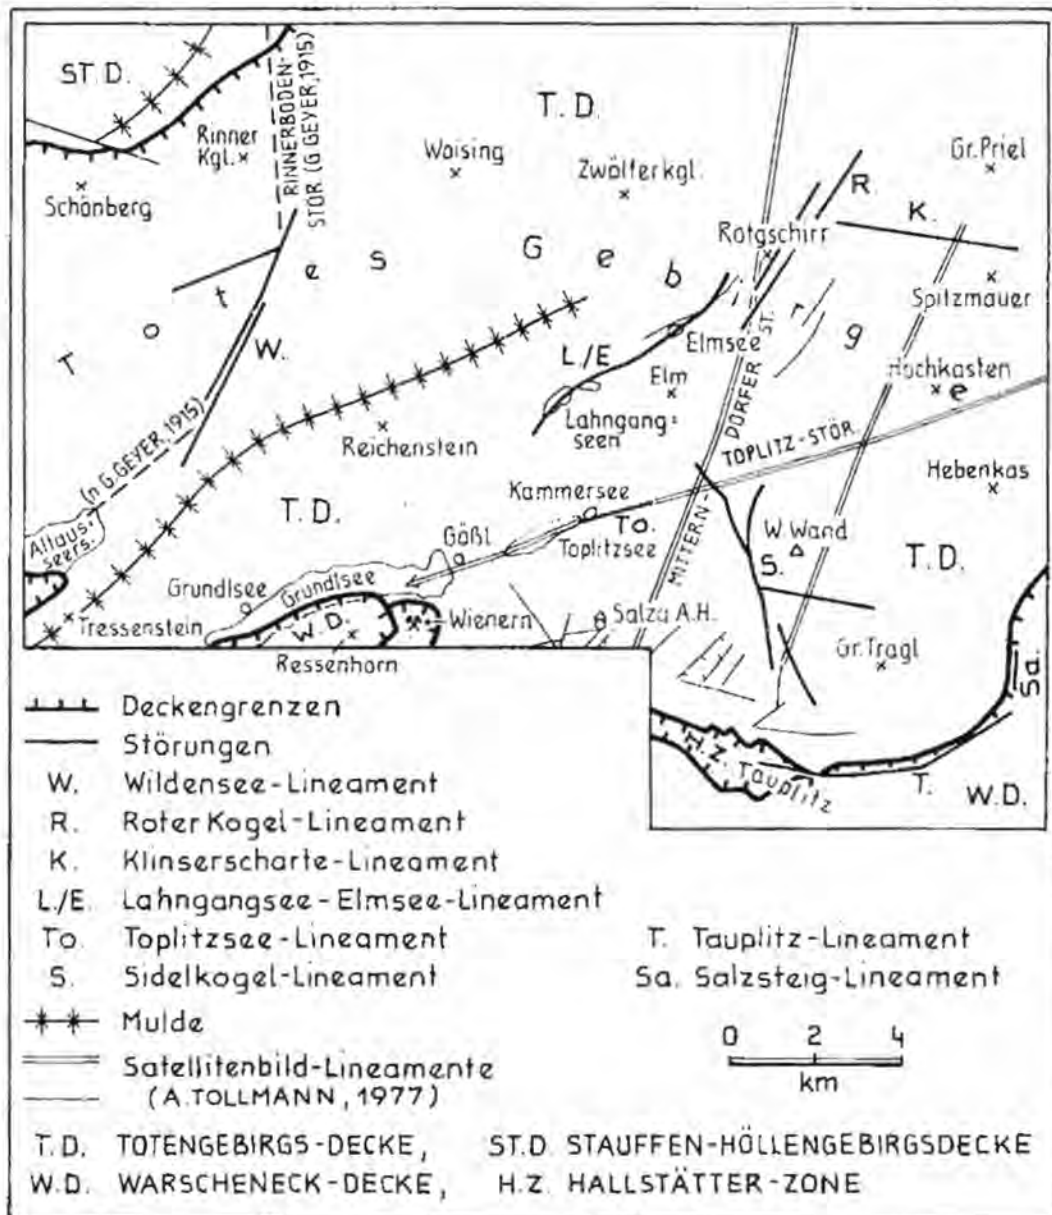 ST. D.
Rinner
Kgl.
Schönberg
RINNERBODEN-
STÖR. (G. GEYER, 1915)
T. D.
Waising
Zwölferkgl.
Gr. Priel
R.
K.
Rotgschirr
Spitzmauer
T o t e s G e b r g e
W.
L/E
Elmsee
Elm
Lahngang-
seen
Reichenstein
Hochkasten
(n G. GEYER, 1915)
MITTERN-
DORFER ST.
TOPLITZ-STÖR.
Hebenkas
Kammersee
T. D.
To.
Toplitzsee
Gößl
W. Wand
T. D.
S.
Altaus-
seers.
Grundlsee
Grundlsee
Tressenstein
W. D.
Wienern
Salza A.H.
Ressenhorn
Gr. Tragl
Sa.
H. Z. Tauplitz
T.
W. D.
Deckengrenzen
Störungen
W. Wildensee-Lineament
R. Roter Kogel-Lineament
K. Klinserscharte-Lineament
L/E. Lahngangsee-Elmsee-Lineament
To. Toplitzsee-Lineament
T. Tauplitz-Lineament
S. Sidelkogel-Lineament
Sa. Salzsteig-Lineament
Mulde
0 2 4
km
Satellitenbild-Lineamente
(A. TOLLMANN, 1977)
T.D. TOTENGEBIRGS-DECKE, ST.D STAUFFEN-HÖLLENGEBIRGSDECKE
W.D. WARSCHENECK-DECKE, H.Z. HALLSTÄTTER-ZONE